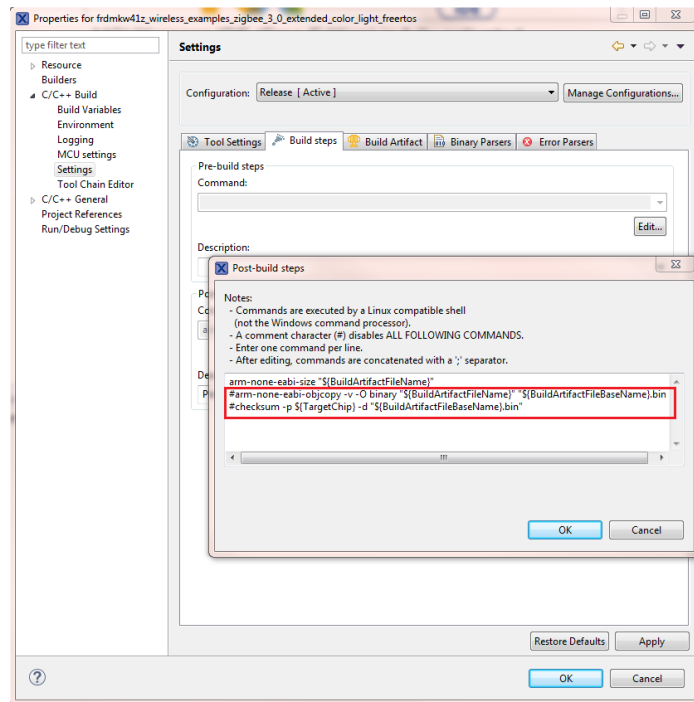 Properties for frdmkw41z_wireless_examples_zigbee_3_0_extended_color_light_freertos
type filter text
Resource
Builders
C/C++ Build
Build Variables
Environment
Logging
MCU settings
Settings
Tool Chain Editor
C/C++ General
Project References
Run/Debug Settings
Settings
Configuration: Release [ Active ] Manage Configurations...
Tool Settings Build steps Build Artifact Binary Parsers Error Parsers
Pre-build steps
Command:
Edit...
Description:
Post-build steps
Notes:
- Commands are executed by a Linux compatible shell
(not the Windows command processor).
- A comment character (#) disables ALL FOLLOWING COMMANDS.
- Enter one command per line.
- After editing, commands are concatenated with a ';' separator.
arm-none-eabi-size "${BuildArtifactFileName}"
#arm-none-eabi-objcopy -v -O binary "${BuildArtifactFileName}" "${BuildArtifactFileBaseName}.bin
#checksum -p ${TargetChip} -d "${BuildArtifactFileBaseName}.bin"
OK Cancel
Restore Defaults Apply
OK Cancel